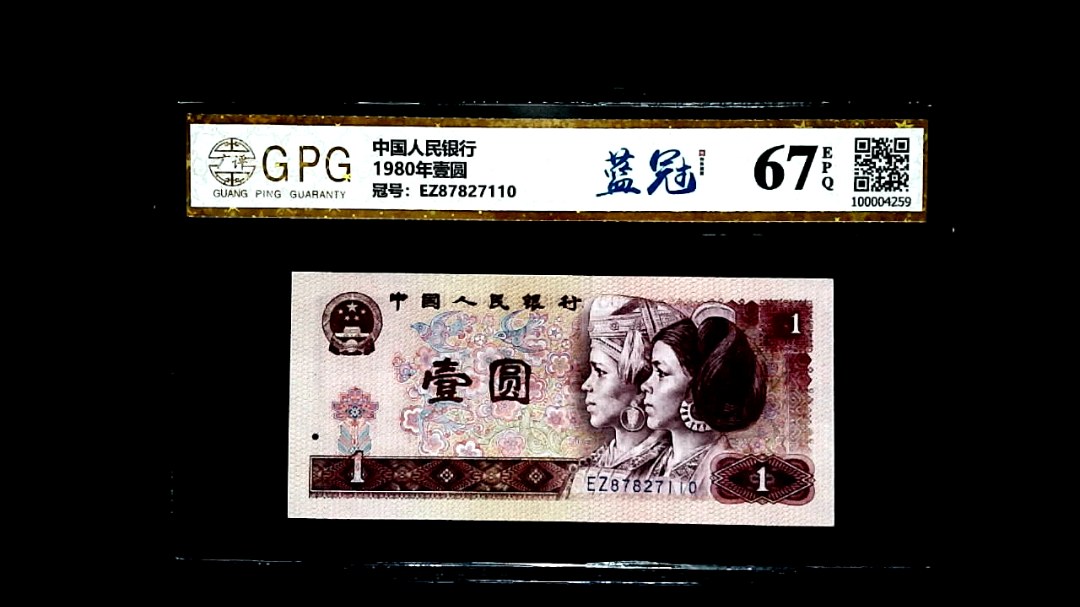 GPG
GUANG PING GUARANTY
中国人民银行
1980年壹圆
冠号：EZ87827110
蓝冠
67
EPQ
100004259
中国人民银行
1
壹圆
1
EZ87827110
1